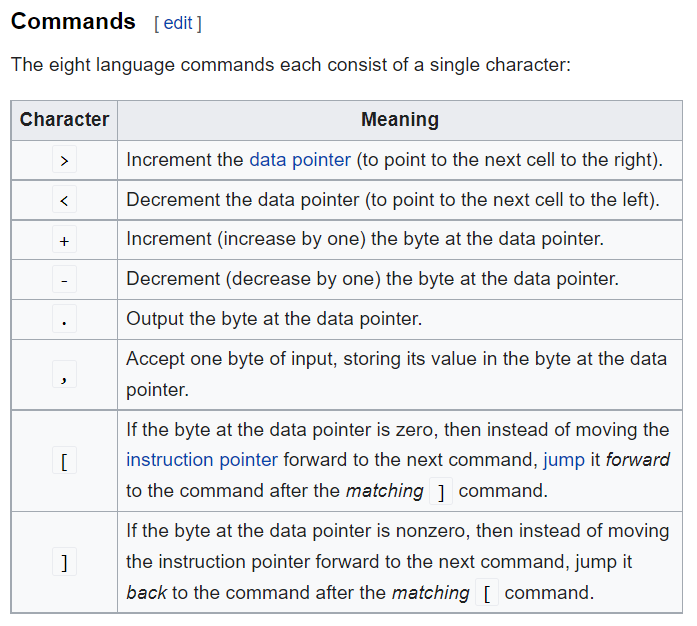 Commands [ edit ]
The eight language commands each consist of a single character:
Character Meaning
> Increment the data pointer (to point to the next cell to the right).
< Decrement the data pointer (to point to the next cell to the left).
+ Increment (increase by one) the byte at the data pointer.
- Decrement (decrease by one) the byte at the data pointer.
. Output the byte at the data pointer.
, Accept one byte of input, storing its value in the byte at the data
pointer.
If the byte at the data pointer is zero, then instead of moving the
[ instruction pointer forward to the next command, jump it forward
to the command after the matching ] command.
If the byte at the data pointer is nonzero, then instead of moving
] the instruction pointer forward to the next command, jump it
back to the command after the matching [ command.